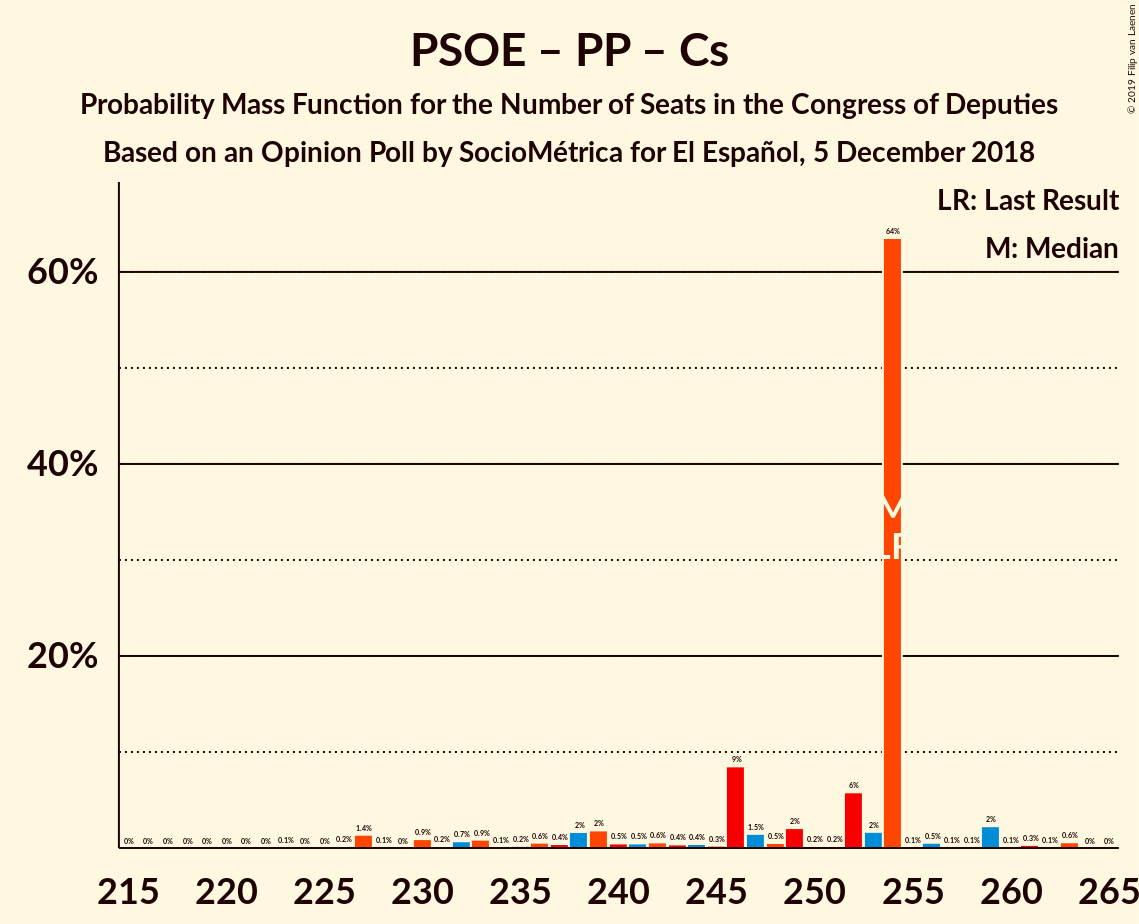 PSOE – PP – Cs
Probability Mass Function for the Number of Seats in the Congress of Deputies
Based on an Opinion Poll by SocioMétrica for El Español, 5 December 2018
© 2019 Filip van Laenen
LR: Last Result
M: Median
60%
40%
20%
0% 0% 0% 0% 0% 0% 0% 0% 0.1% 0% 0% 0.2% 1.4% 0.1% 0% 0.9% 0.2% 0.7% 0.9% 0.1% 0.2% 0.6% 0.4% 2% 2% 0.5% 0.5% 0.6% 0.4% 0.4% 0.3% 9% 1.5% 0.5% 2% 0.2% 0.2% 6% 2% 64% 0.1% 0.5% 0.1% 0.1% 2% 0.1% 0.3% 0.1% 0.6% 0% 0%
M
LR
215 220 225 230 235 240 245 250 255 260 265